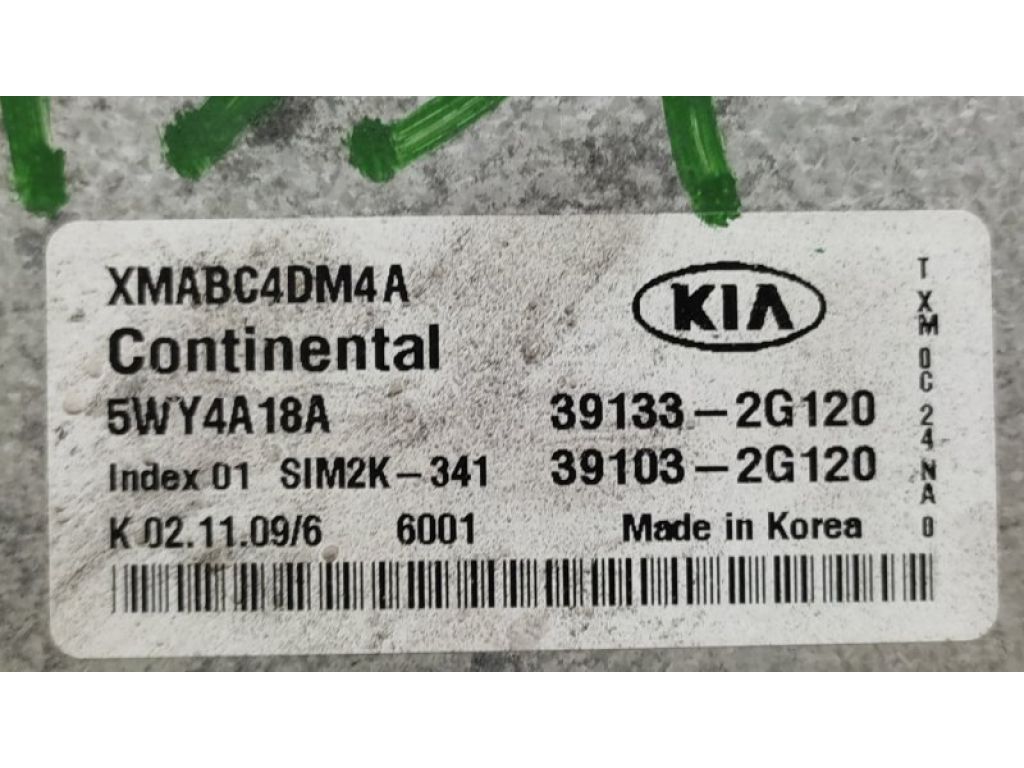 XMABC4DM4A
KIA
Continental
5WY4A18A 39133-2G120
Index 01 SIM2K-341 39103-2G120
K 02.11.09/6 6001 Made in Korea
TXM0C24NA0